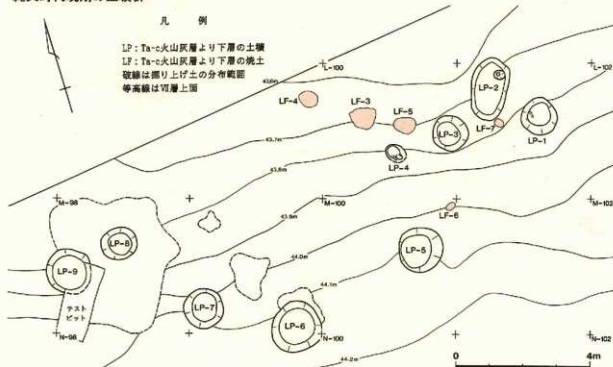 凡 例
LP：Ta-c火山灰層より下層の土壙
LF：Ta-c火山灰層より下層の焼土
破線は掘り上げ土の分布範囲
等高線はⅦ層上面
L-100
L-102
43.6m
LP-2
LF-4
LF-3
LF-5
LF-7
LP-1
LP-3
43.7m
LP-4
43.8m
M-98
M-100
M-102
43.9m
LF-6
LP-8
44.0m
LP-5
LP-9
44.1m
テスト
ピット
LP-7
LP-6
N-98
N-100
N-102
44.2m
0 4m